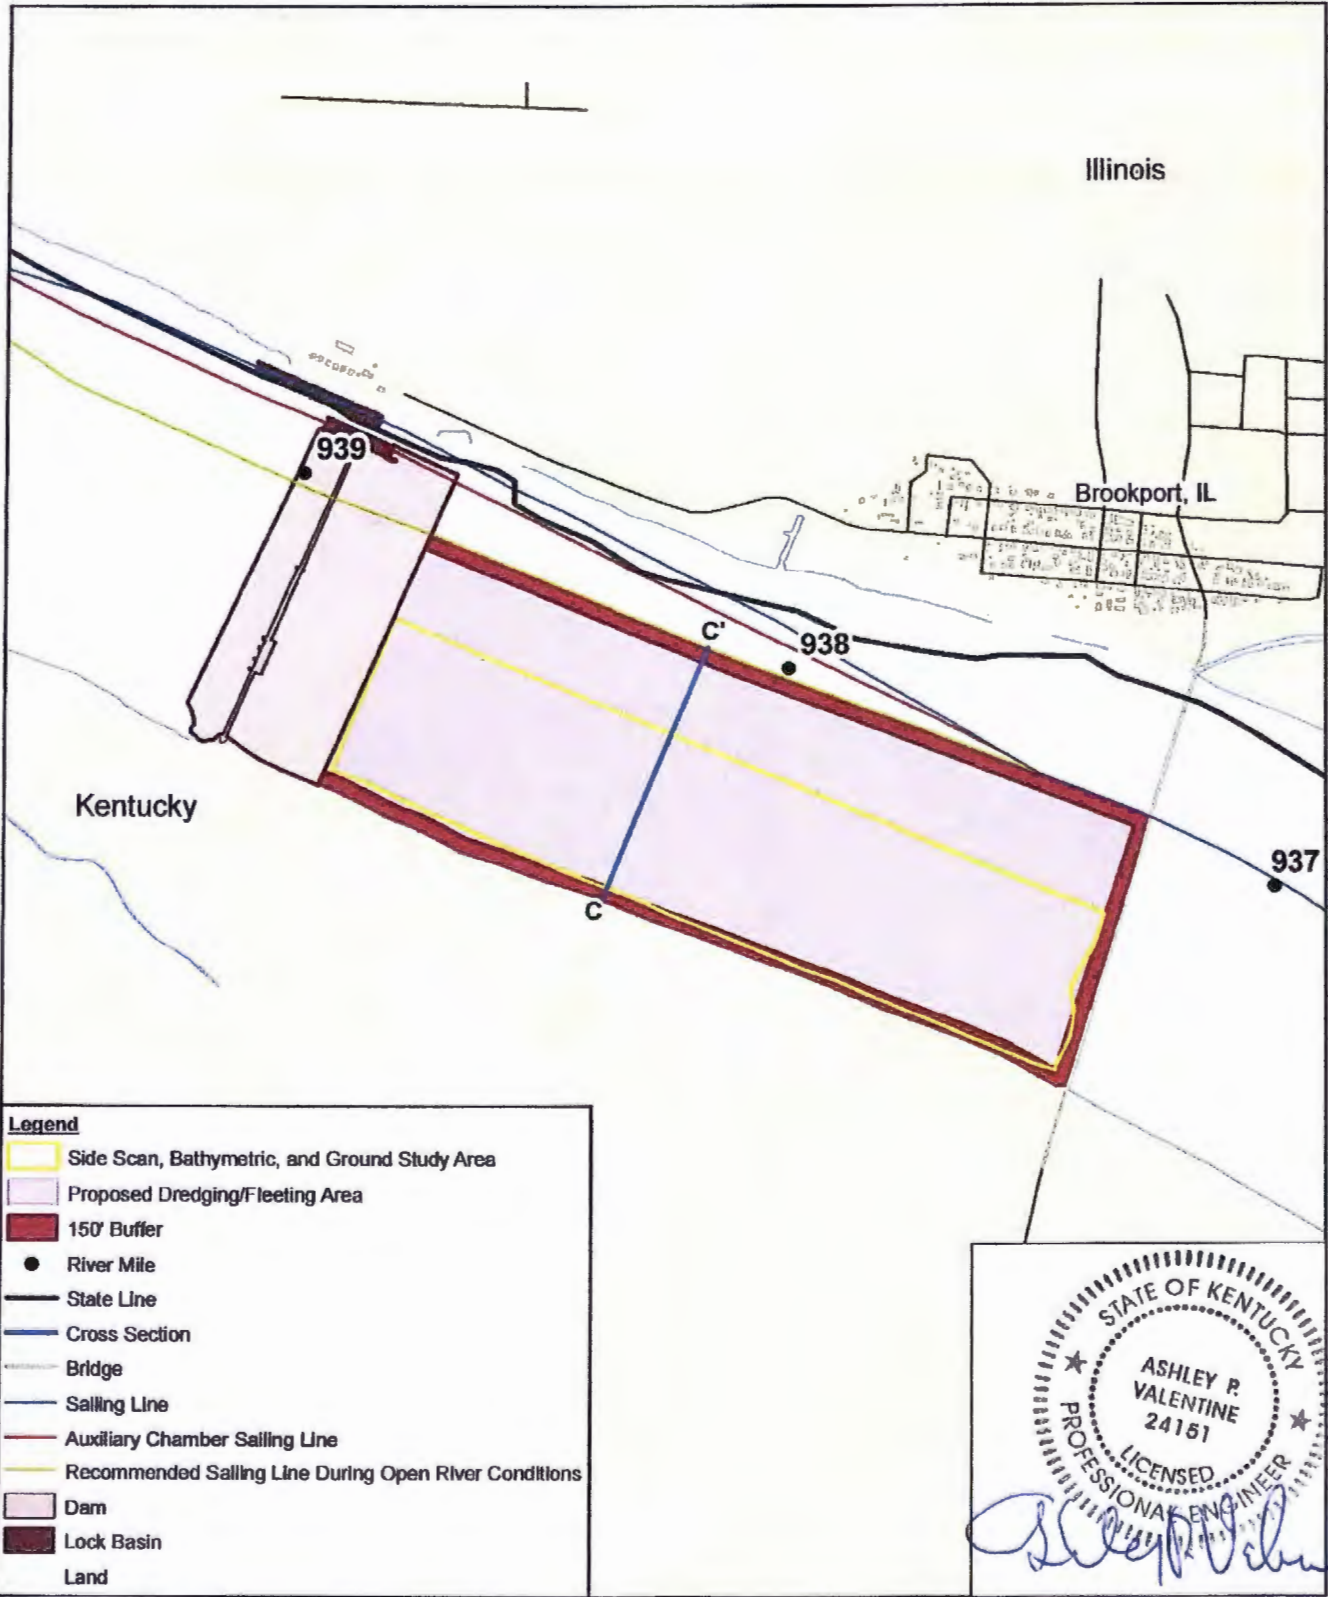 Illinois
939
Brookport, IL
C'
938
Kentucky
937
C
Legend
Side Scan, Bathymetric, and Ground Study Area
Proposed Dredging/Fleeting Area
150' Buffer
River Mile
State Line
Cross Section
Bridge
Sailing Line
Auxiliary Chamber Sailing Line
Recommended Sailing Line During Open River Conditions
Dam
Lock Basin
Land
STATE OF KENTUCKY
ASHLEY P.
VALENTINE
24151
LICENSED
PROFESSIONAL ENGINEER